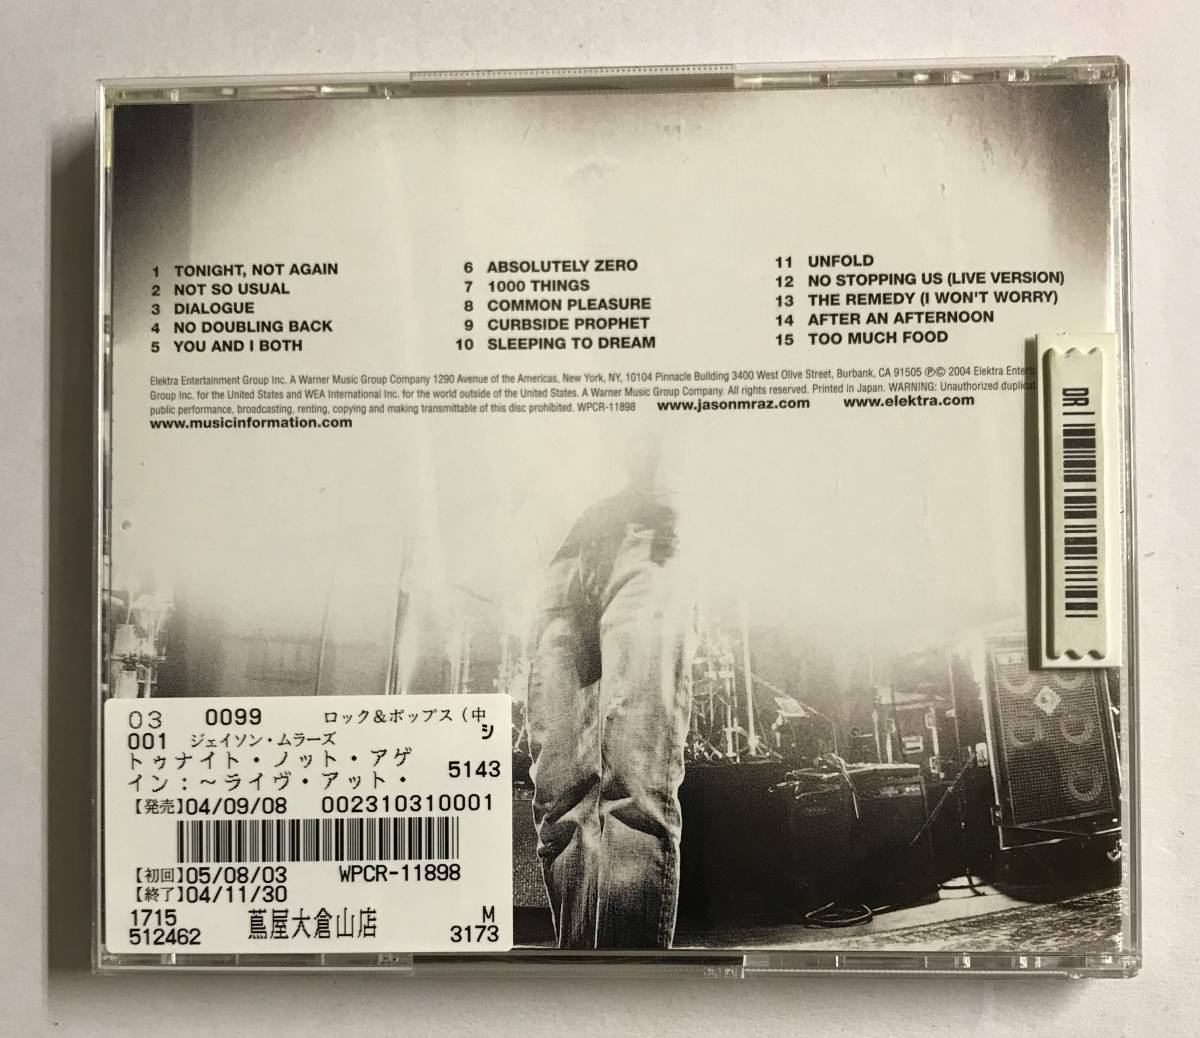 1 TONIGHT, NOT AGAIN
2 NOT SO USUAL
3 DIALOGUE
4 NO DOUBLING BACK
5 YOU AND I BOTH
6 ABSOLUTELY ZERO
7 1000 THINGS
8 COMMON PLEASURE
9 CURBSIDE PROPHET
10 SLEEPING TO DREAM
11 UNFOLD
12 NO STOPPING US (LIVE VERSION)
13 THE REMEDY (I WON'T WORRY)
14 AFTER AN AFTERNOON
15 TOO MUCH FOOD
Elektra Entertainment Group Inc. A Warner Music Group Company 1290 Avenue of the Americas, New York, NY, 10104 Pinnacle Building 3400 West Olive Street, Burbank, CA 91505 ℗© 2004 Elektra Enterta
Group Inc. for the United States and WEA International Inc. for the world outside of the United States. A Warner Music Group Company. All rights reserved. Printed in Japan. WARNING: Unauthorized duplicat
public performance, broadcasting, renting, copying and making transmittable of this disc prohibited. WPCR-11898 www.jasonmraz.com www.elektra.com
www.musicinformation.com
DR
03 0099 ロック&ポップス(中
001 ジェイソン・ムラーズ シ
トゥナイト・ノット・アゲ
イン:~ライヴ・アット・ 5143
【発売】04/09/08 002310310001
【初回】05/08/03 WPCR-11898
【終了】04/11/30
1715 蔦屋大倉山店 M
512462 3173